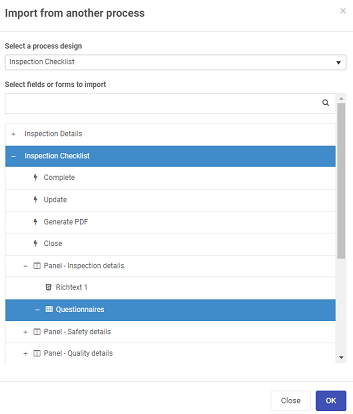 Import from another process
×
Select a process design
Inspection Checklist
Select fields or forms to import
+ Inspection Details
– Inspection Checklist
Complete
Update
Generate PDF
Close
– Panel - Inspection details
Richtext 1
– Questionnaires
+ Panel - Safety details
+ Panel - Quality details
Close
OK